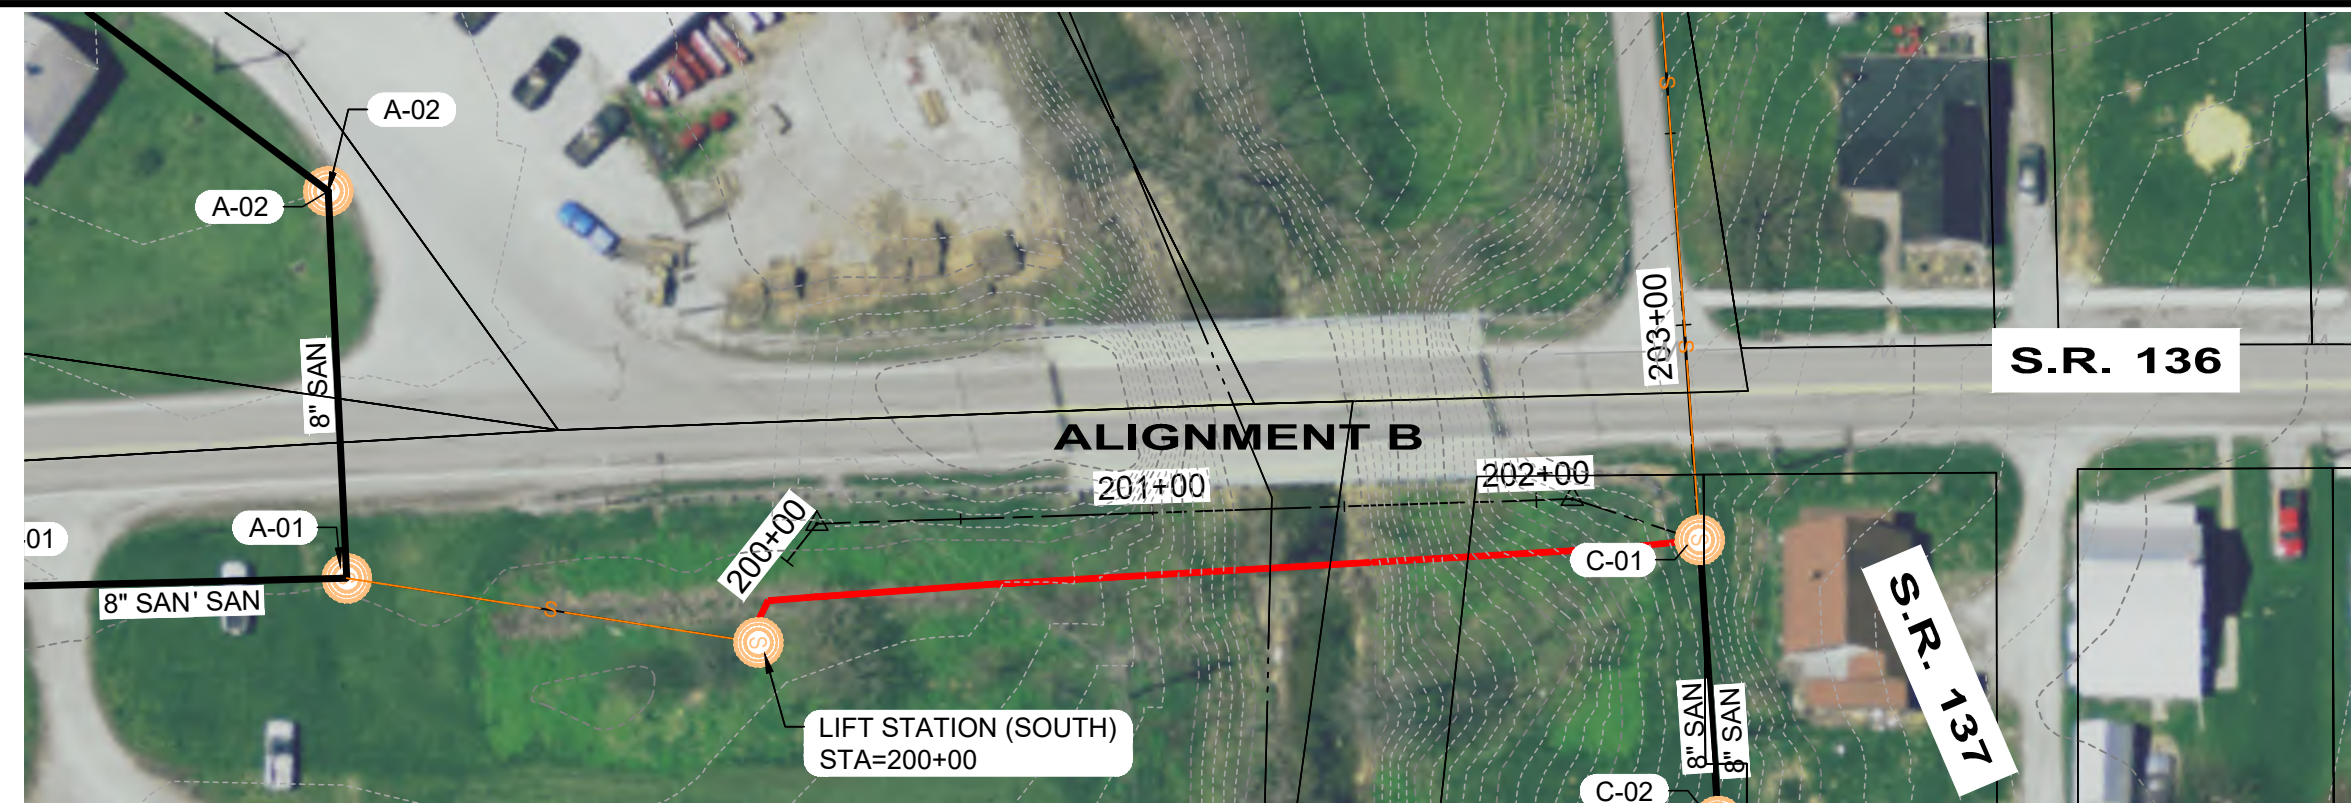 A-02
A-02
8" SAN
203+00
S.R. 136
ALIGNMENT B
201+00
202+00
200+00
-01
A-01
8" SAN' SAN
C-01
S.R. 137
LIFT STATION (SOUTH)
STA=200+00
8" SAN
8" SAN
C-02
S
S
S
S
S